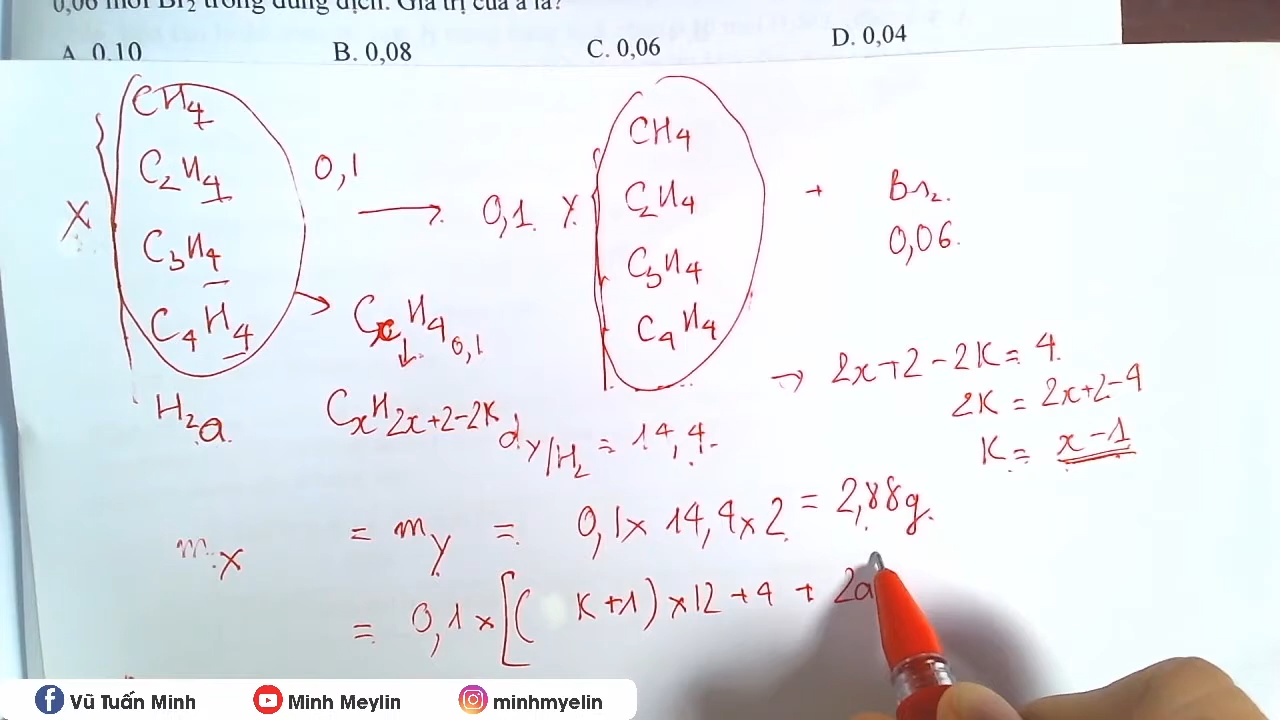 0,06 mol Br₂ trong dung dịch. Giá trị của a là?
A. 0,10 B. 0,08 C. 0,06 D. 0,04
X CH₄ C₂H₄ C₃H₄ C₄H₄ H₂ a
0,1
→ 0,1 Y CH₄ C₂H₄ C₃H₄ C₄H₄ + Br₂ 0,06
→ CₓH₄ 0,1
↓
CₓH₂ₓ₊₂₋₂ₖ
d Y/H₂ = 14,4
→ 2x+2-2K = 4
2K = 2x+2-4
K = x-1
mX = mY = 0,1 x 14,4 x 2 = 2,88g
= 0,1 x [(K+1) x 12 + 4 + 2a
Vũ Tuấn Minh Minh Meylin minhmyelin